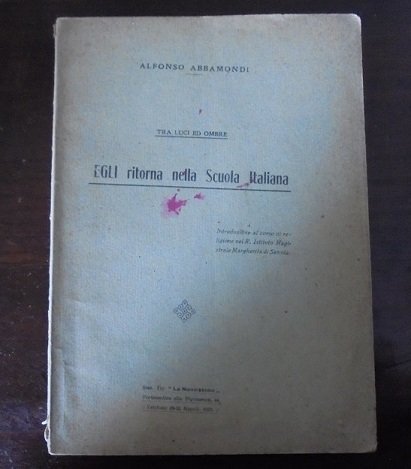 ALFONSO ABBAMONDI
TRA LUCI ED OMBRE
EGLI ritorna nella Scuola Italiana
Introduzione al corso di re-
ligione nel R. Istituto Magi-
strale Margherita di Savoia.
Tip. "La Nuovissima"
Napoli